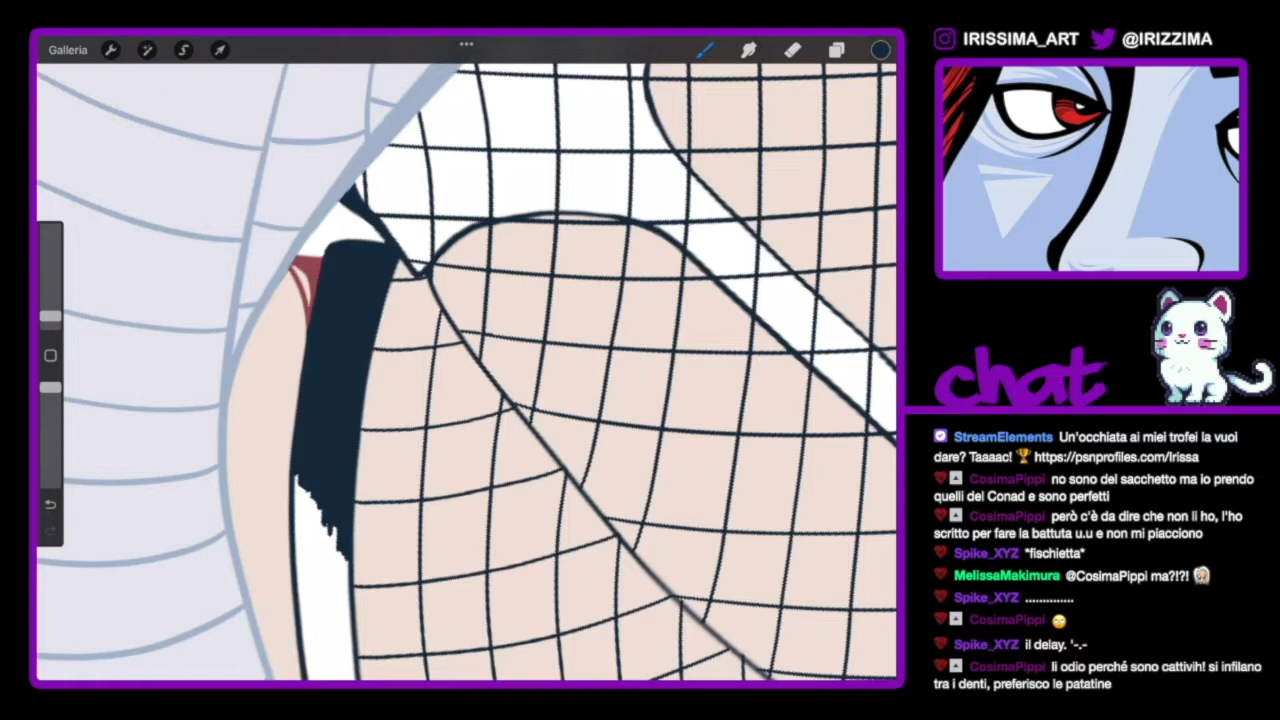 Galleria
IRISSIMA_ART @IRIZZIMA
chat
StreamElements Un'occhiata ai miei trofei la vuoi
dare? Taaaac! 🏆 https://psnprofiles.com/Irissa
CosimaPippi no sono del sacchetto ma io prendo
quelli del Conad e sono perfetti
CosimaPippi però c'è da dire che non li ho, l'ho
scritto per fare la battuta u.u e non mi piacciono
Spike_XYZ *fischietta*
MelissaMakimura @CosimaPippi ma?!?!
Spike_XYZ ..............
CosimaPippi
Spike_XYZ il delay. '-.-
CosimaPippi li odio perché sono cattivih! si infilano
tra i denti, preferisco le patatine